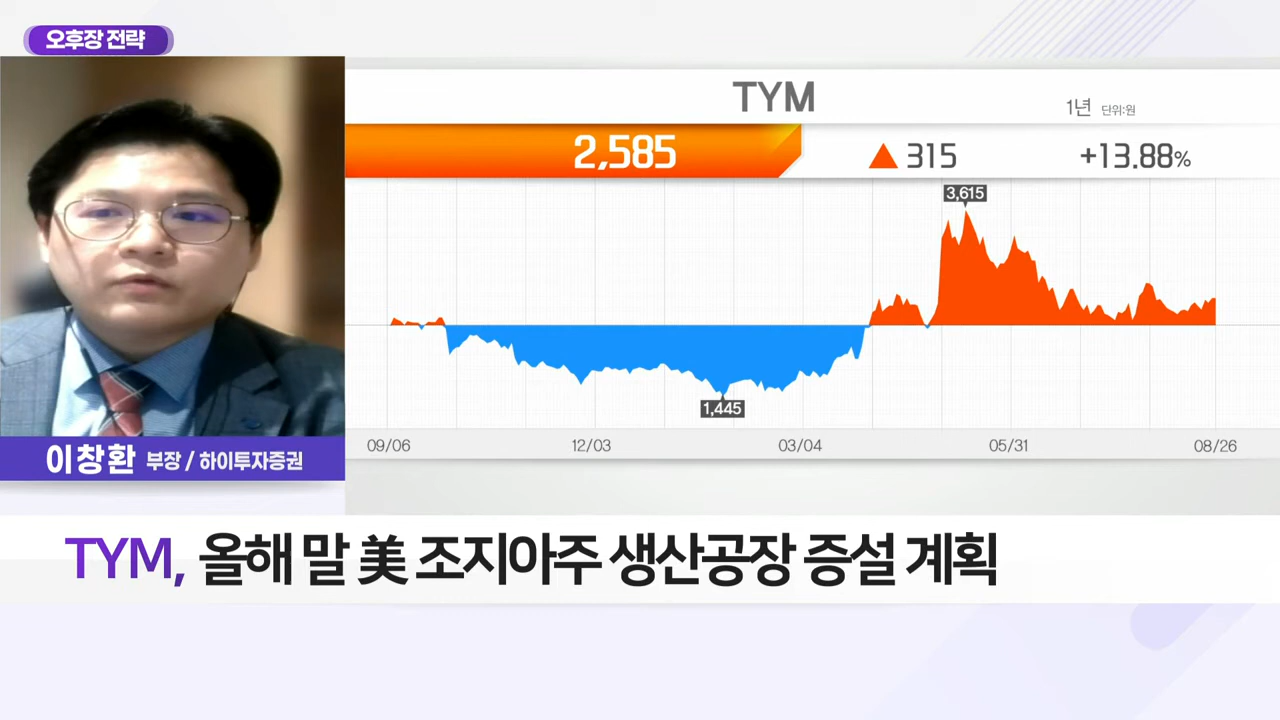 오후장 전략
TYM
1년 단위:원
2,585 ▲ 315 +13.88%
3,615
1,445
09/06 12/03 03/04 05/31 08/26
이창환 부장 / 하이투자증권
TYM, 올해 말 美 조지아주 생산공장 증설 계획